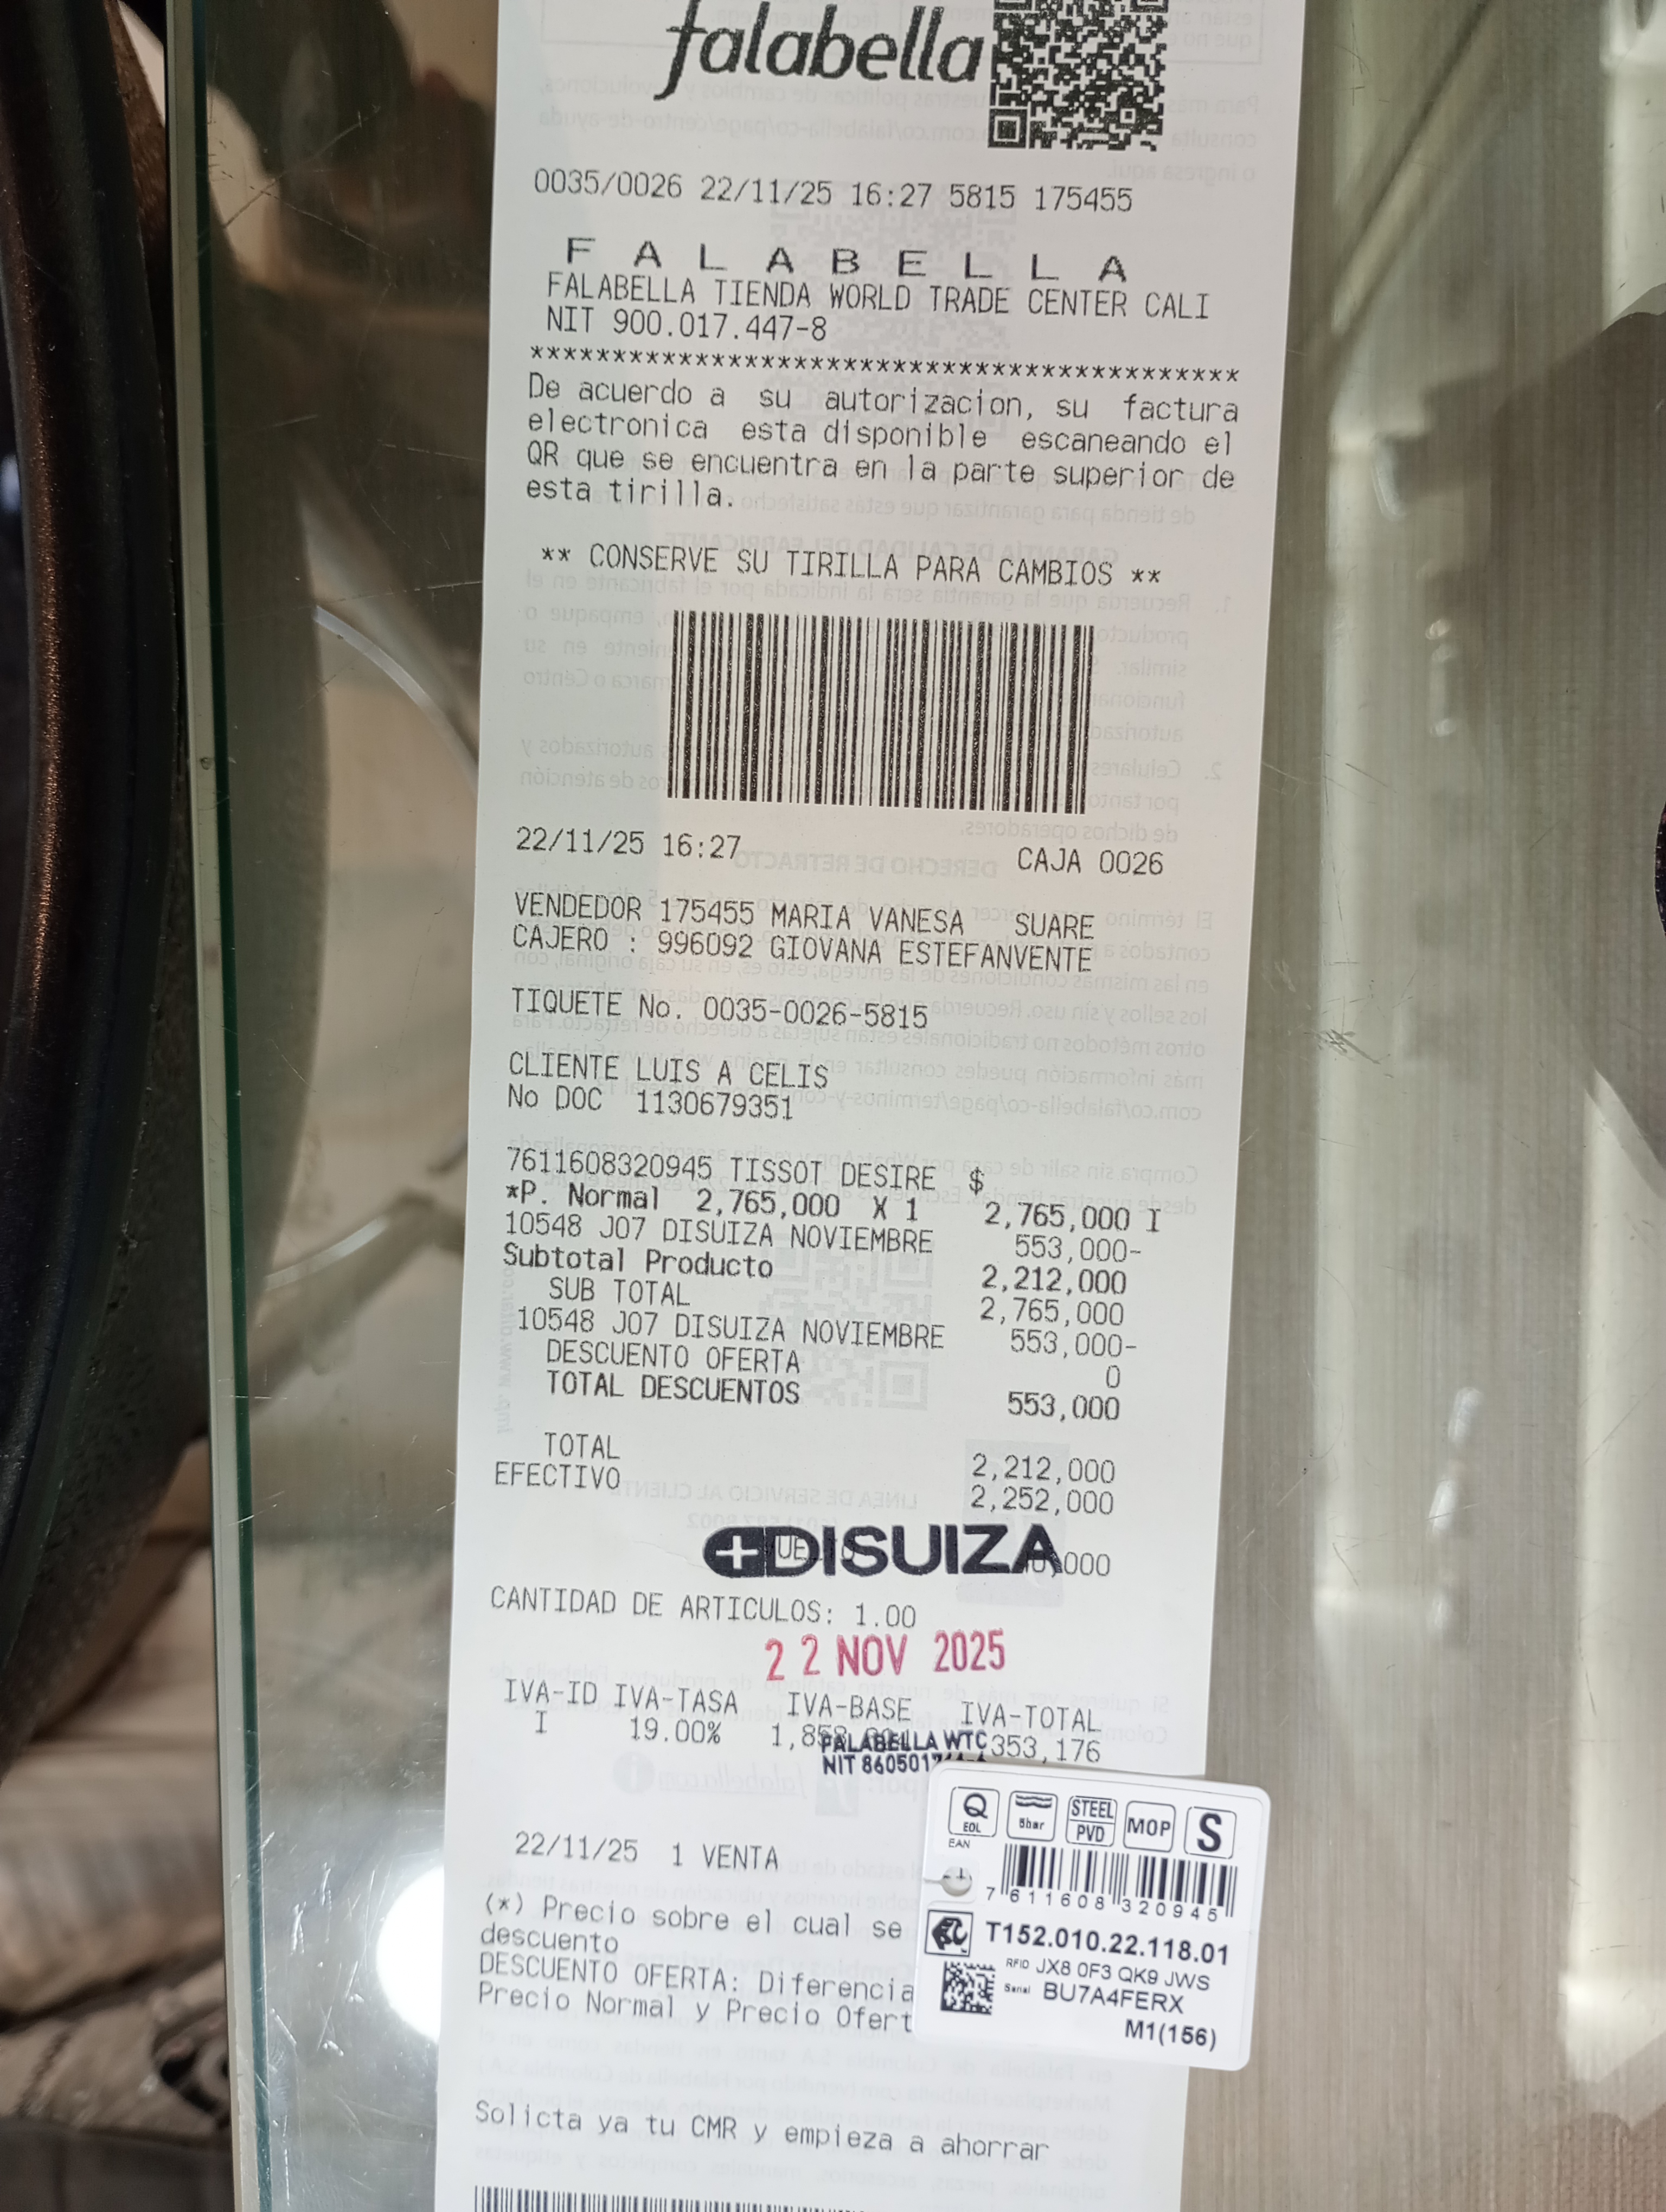 falabella
0035/0026 22/11/25 16:27 5815 175455
F A L A B E L L A
FALABELLA TIENDA WORLD TRADE CENTER CALI
NIT 900.017.447-8
*******************************************
De acuerdo a su autorizacion, su factura
electronica esta disponible escaneando el
QR que se encuentra en la parte superior de
esta tirilla.
** CONSERVE SU TIRILLA PARA CAMBIOS **
22/11/25 16:27 CAJA 0026
VENDEDOR 175455 MARIA VANESA SUARE
CAJERO : 996092 GIOVANA ESTEFANVENTE
TIQUETE No. 0035-0026-5815
CLIENTE LUIS A CELIS
No DOC 1130679351
7611608320945 TISSOT DESIRE $
*P. Normal 2,765,000 X 1 2,765,000 I
10548 J07 DISUIZA NOVIEMBRE 553,000-
Subtotal Producto 2,212,000
SUB TOTAL 2,765,000
10548 J07 DISUIZA NOVIEMBRE 553,000-
DESCUENTO OFERTA 0
TOTAL DESCUENTOS 553,000
TOTAL 2,212,000
EFECTIVO 2,252,000
DISUIZA
CANTIDAD DE ARTICULOS: 1.00
22 NOV 2025
IVA-ID IVA-TASA IVA-BASE IVA-TOTAL
I 19.00% 353,176
FALABELLA WTC
NIT
22/11/25 1 VENTA
(*) Precio sobre el cual se
descuento
DESCUENTO OFERTA: Diferencia
Precio Normal y Precio Ofert
Solicta ya tu CMR y empieza a ahorrar
Q EOL
5bar
STEEL PVD
MOP
S
EAN
7 611608 320945
T152.010.22.118.01
RFID JX8 0F3 QK9 JWS
Serial BU7A4FERX
M1(156)